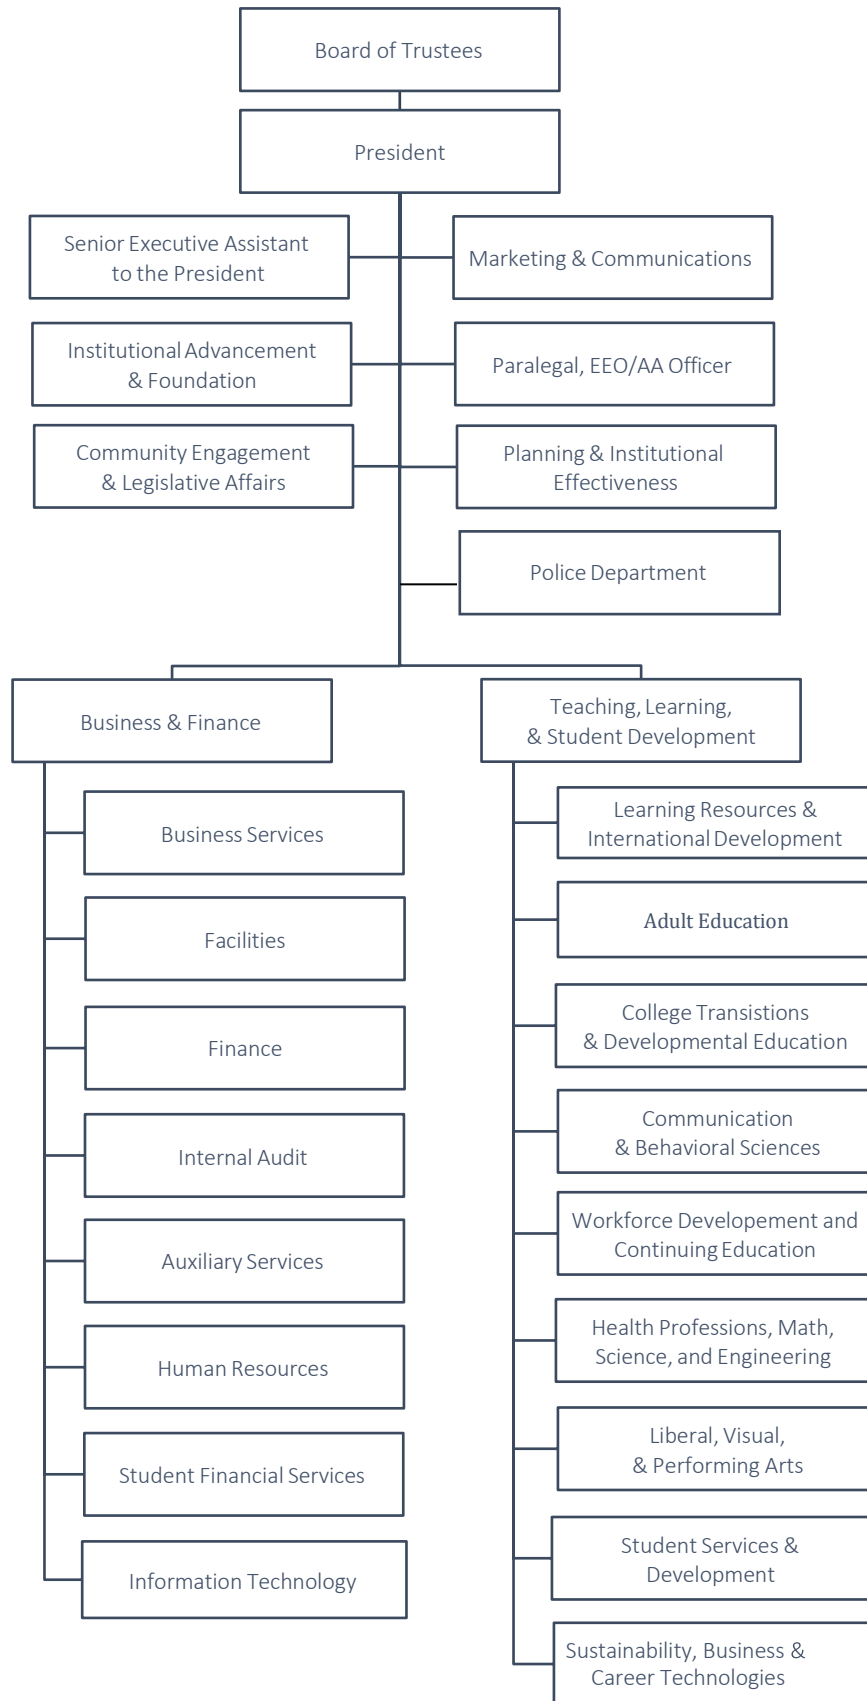 Board of Trustees
President
Senior Executive Assistant
to the President
Marketing & Communications
Institutional Advancement
& Foundation
Paralegal, EEO/AA Officer
Community Engagement
& Legislative Affairs
Planning & Institutional
Effectiveness
Police Department
Business & Finance
Business Services
Facilities
Finance
Internal Audit
Auxiliary Services
Human Resources
Student Financial Services
Information Technology
Teaching, Learning,
& Student Development
Learning Resources &
International Development
Adult Education
College Transistions
& Developmental Education
Communication
& Behavioral Sciences
Workforce Developement and
Continuing Education
Health Professions, Math,
Science, and Engineering
Liberal, Visual,
& Performing Arts
Student Services &
Development
Sustainability, Business &
Career Technologies